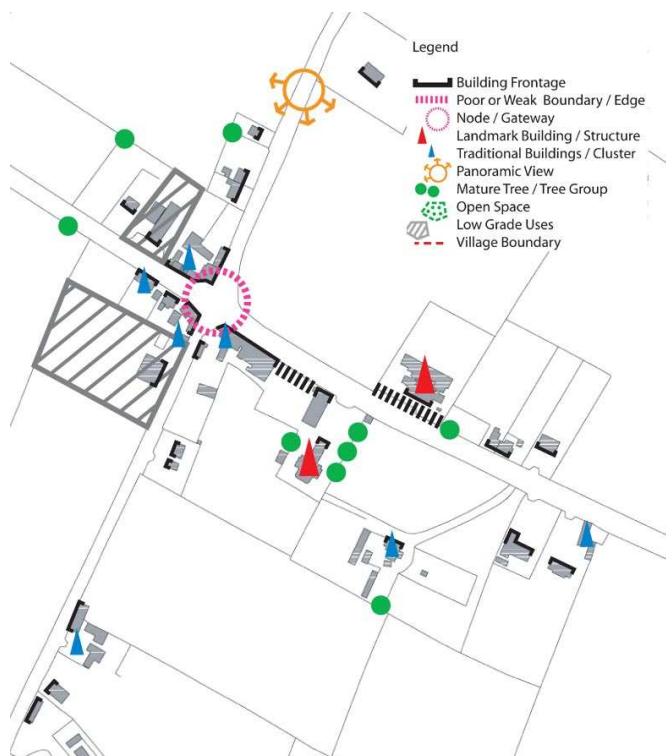 Legend
Building Frontage
Poor or Weak Boundary / Edge
Node / Gateway
Landmark Building / Structure
Traditional Buildings / Cluster
Panoramic View
Mature Tree / Tree Group
Open Space
Low Grade Uses
Village Boundary